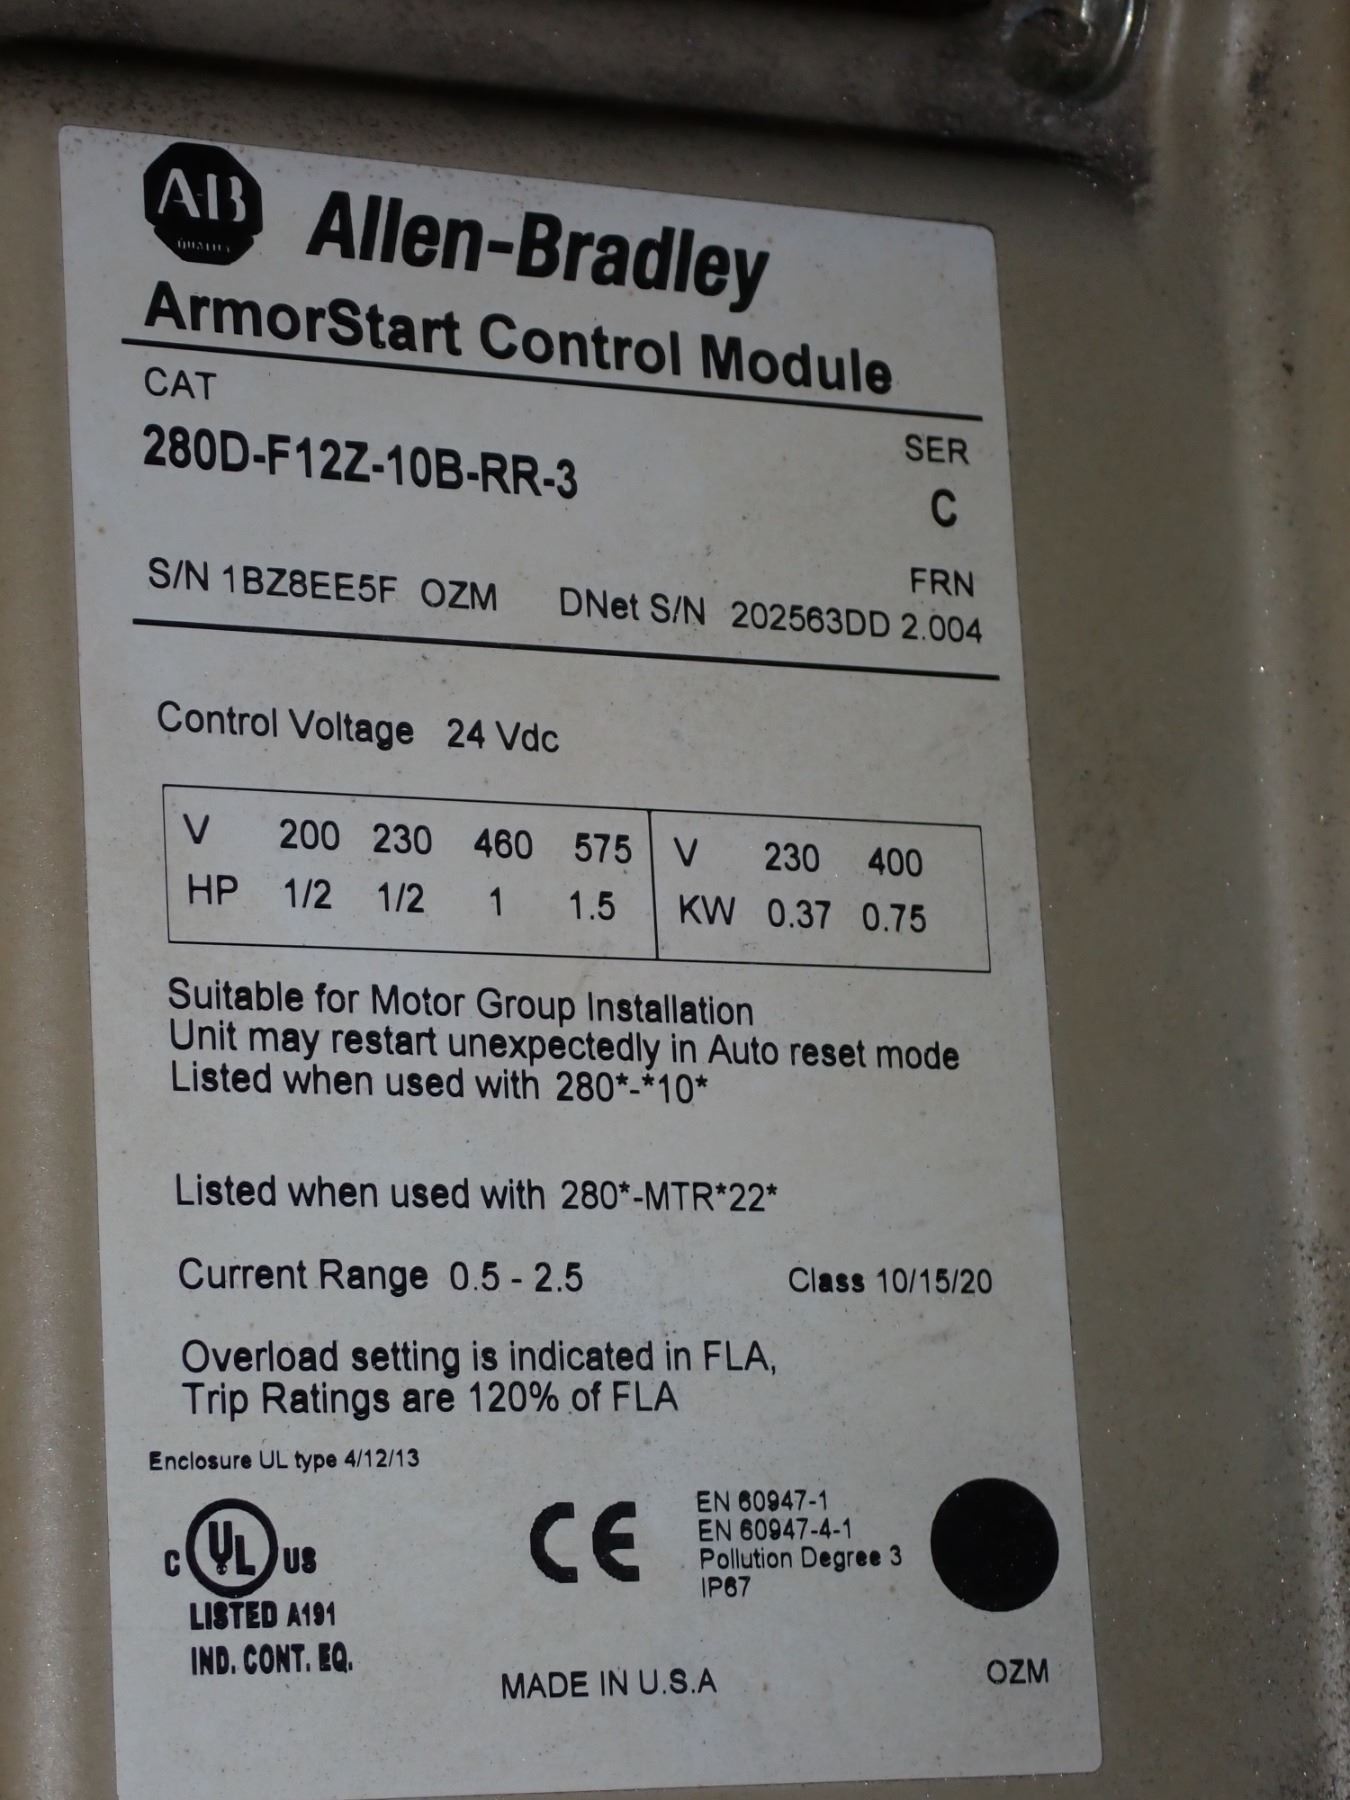 A-B
QUALITY
Allen-Bradley
ArmorStart Control Module
CAT
280D-F12Z-10B-RR-3
SER
C
S/N 1BZ8EE5F OZM DNet S/N 202563DD
FRN
2.004
Control Voltage 24 Vdc
V 200 230 460 575 V 230 400
HP 1/2 1/2 1 1.5 KW 0.37 0.75
Suitable for Motor Group Installation
Unit may restart unexpectedly in Auto reset mode
Listed when used with 280*-*10*
Listed when used with 280*-MTR*22*
Current Range 0.5 - 2.5 Class 10/15/20
Overload setting is indicated in FLA,
Trip Ratings are 120% of FLA
Enclosure UL type 4/12/13
C UL US
LISTED A191
IND. CONT. EQ.
CE
EN 60947-1
EN 60947-4-1
Pollution Degree 3
IP67
MADE IN U.S.A
OZM